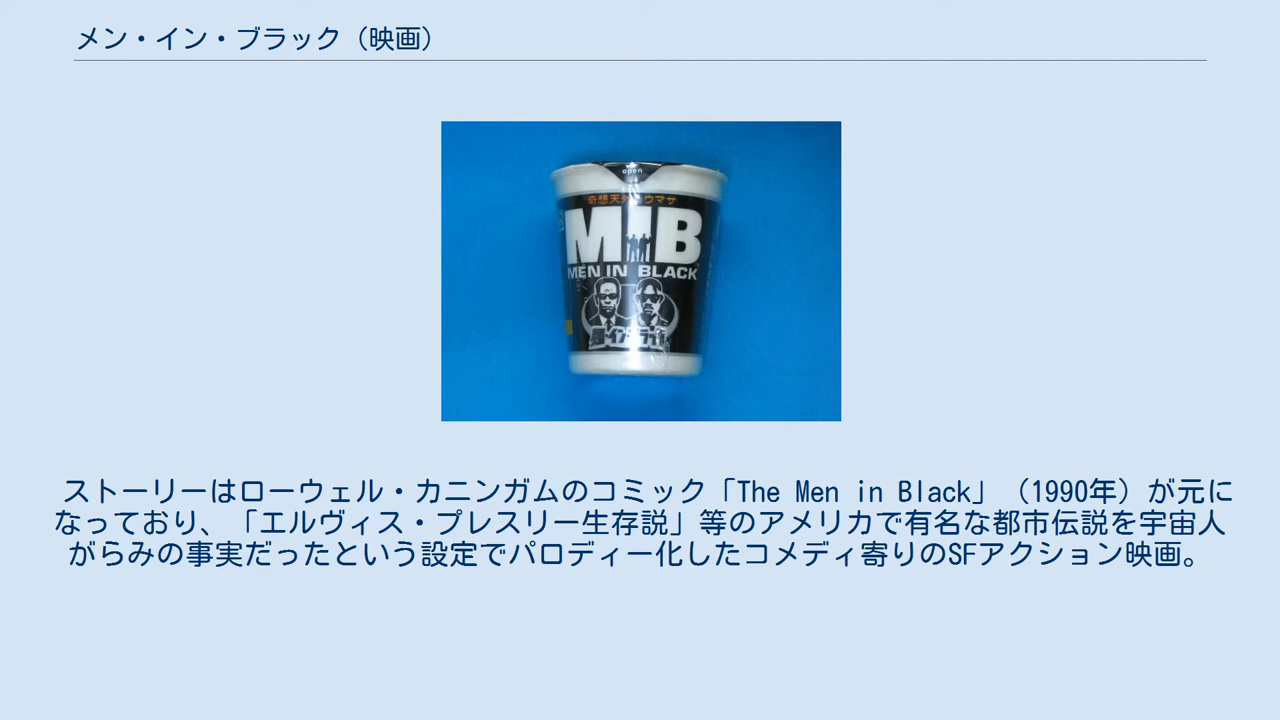 メン・イン・ブラック（映画）
open
MIB
MEN IN BLACK
ストーリーはローウェル・カニンガムのコミック「The Men in Black」（1990年）が元に
なっており、「エルヴィス・プレスリー生存説」等のアメリカで有名な都市伝説を宇宙人
がらみの事実だったという設定でパロディー化したコメディ寄りのSFアクション映画。